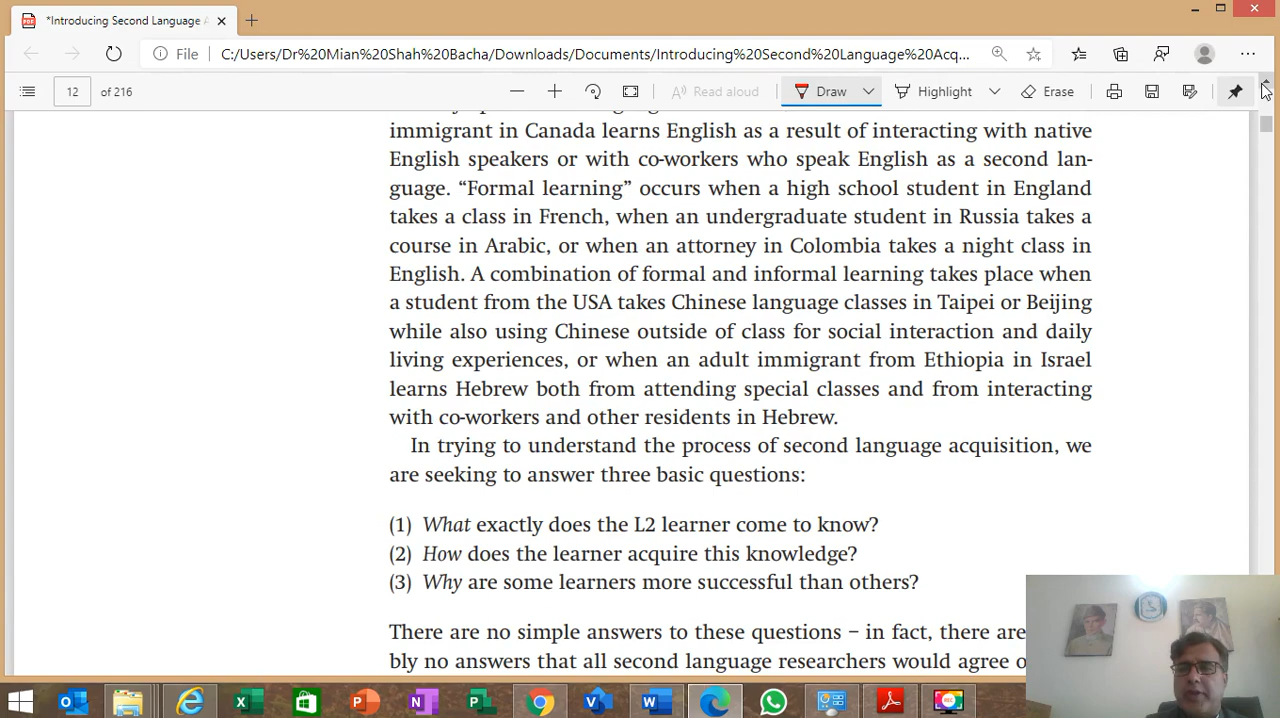 *Introducing Second Language
File
C:/Users/Dr%20Mian%20Shah%20Bacha/Downloads/Documents/Introducing%20Second%20Language%20Acq...
12 of 216
Read aloud
Draw
Highlight
Erase
immigrant in Canada learns English as a result of interacting with native
English speakers or with co-workers who speak English as a second lan-
guage. “Formal learning” occurs when a high school student in England
takes a class in French, when an undergraduate student in Russia takes a
course in Arabic, or when an attorney in Colombia takes a night class in
English. A combination of formal and informal learning takes place when
a student from the USA takes Chinese language classes in Taipei or Beijing
while also using Chinese outside of class for social interaction and daily
living experiences, or when an adult immigrant from Ethiopia in Israel
learns Hebrew both from attending special classes and from interacting
with co-workers and other residents in Hebrew.
In trying to understand the process of second language acquisition, we
are seeking to answer three basic questions:
(1) What exactly does the L2 learner come to know?
(2) How does the learner acquire this knowledge?
(3) Why are some learners more successful than others?
There are no simple answers to these questions – in fact, there are
bly no answers that all second language researchers would agree o